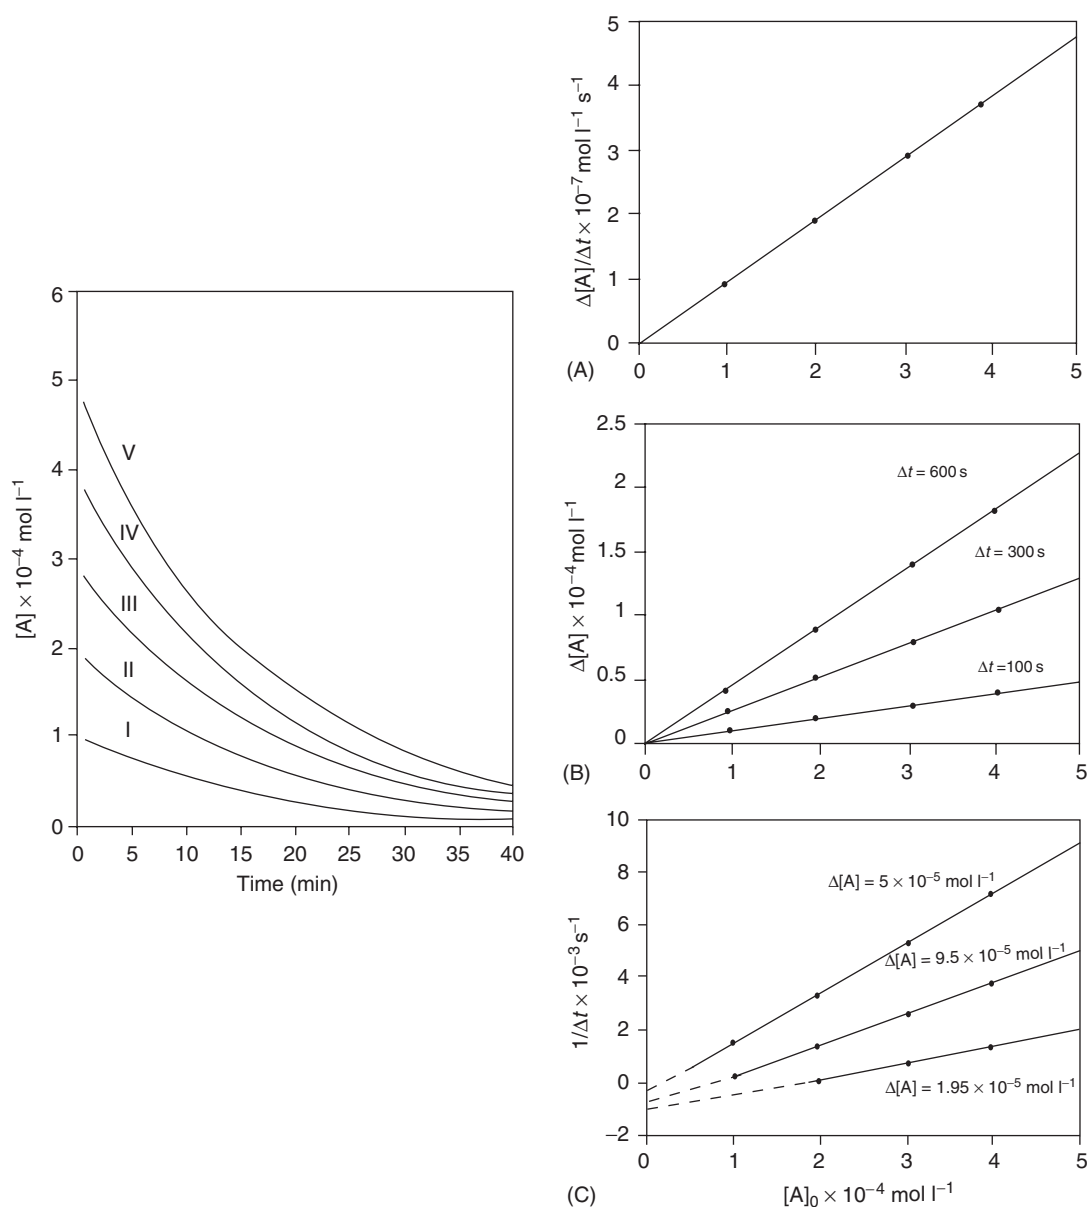 6
5
4
3
2
1
0
[A] × 10⁻⁴ mol l⁻¹
V
IV
III
II
I
0 5 10 15 20 25 30 35 40
Time (min)
5
4
3
2
1
0
Δ[A]/Δt × 10⁻⁷ mol l⁻¹ s⁻¹
0 1 2 3 4 5
(A)
2.5
2
1.5
1
0.5
0
Δ[A] × 10⁻⁴ mol l⁻¹
Δt = 600 s
Δt = 300 s
Δt = 100 s
0 1 2 3 4 5
(B)
10
8
6
4
2
0
−2
1/Δt × 10⁻³ s⁻¹
Δ[A] = 5 × 10⁻⁵ mol l⁻¹
Δ[A] = 9.5 × 10⁻⁵ mol l⁻¹
Δ[A] = 1.95 × 10⁻⁵ mol l⁻¹
0 1 2 3 4 5
(C)
[A]₀ × 10⁻⁴ mol l⁻¹